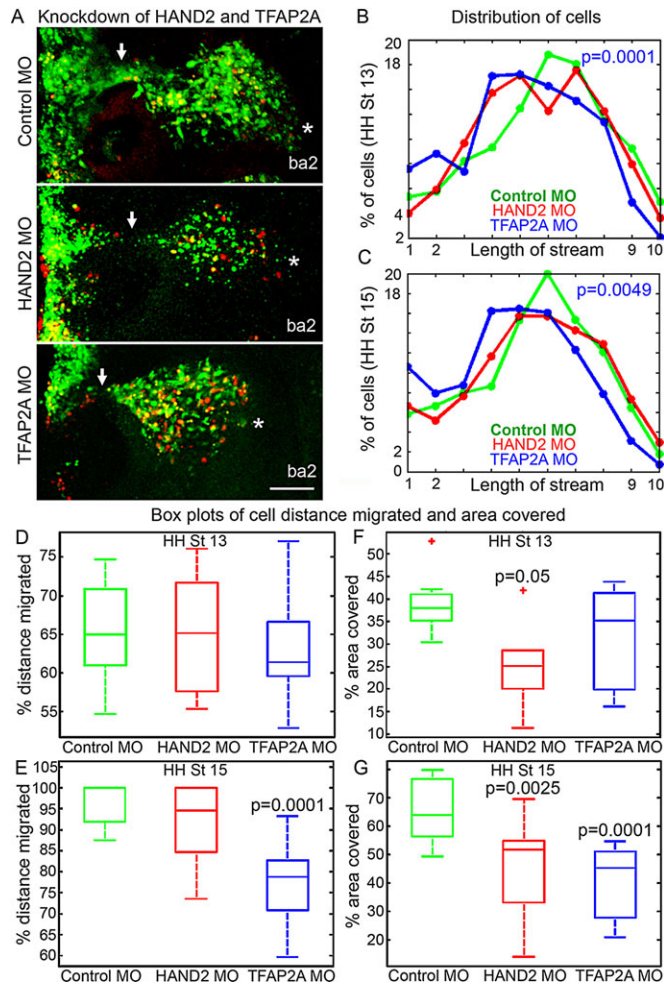 A Knockdown of HAND2 and TFAP2A
Control MO
*
ba2
HAND2 MO
*
ba2
TFAP2A MO
*
ba2
B Distribution of cells
% of cells (HH St 13)
20
18
4
2
p=0.0001
Control MO
HAND2 MO
TFAP2A MO
1 2 Length of stream 9 10
C
% of cells (HH St 15)
20
18
2
0
p=0.0049
Control MO
HAND2 MO
TFAP2A MO
1 2 Length of stream 9 10
Box plots of cell distance migrated and area covered
D HH St 13
% distance migrated
75
70
65
60
55
Control MO HAND2 MO TFAP2A MO
F HH St 13
% area covered
50
45
40
35
30
25
20
15
10
p=0.05
Control MO HAND2 MO TFAP2A MO
E HH St 15
% distance migrated
105
100
95
90
85
80
75
70
65
60
p=0.0001
Control MO HAND2 MO TFAP2A MO
G HH St 15
% area covered
70
60
50
40
30
20
p=0.0025
p=0.0001
Control MO HAND2 MO TFAP2A MO